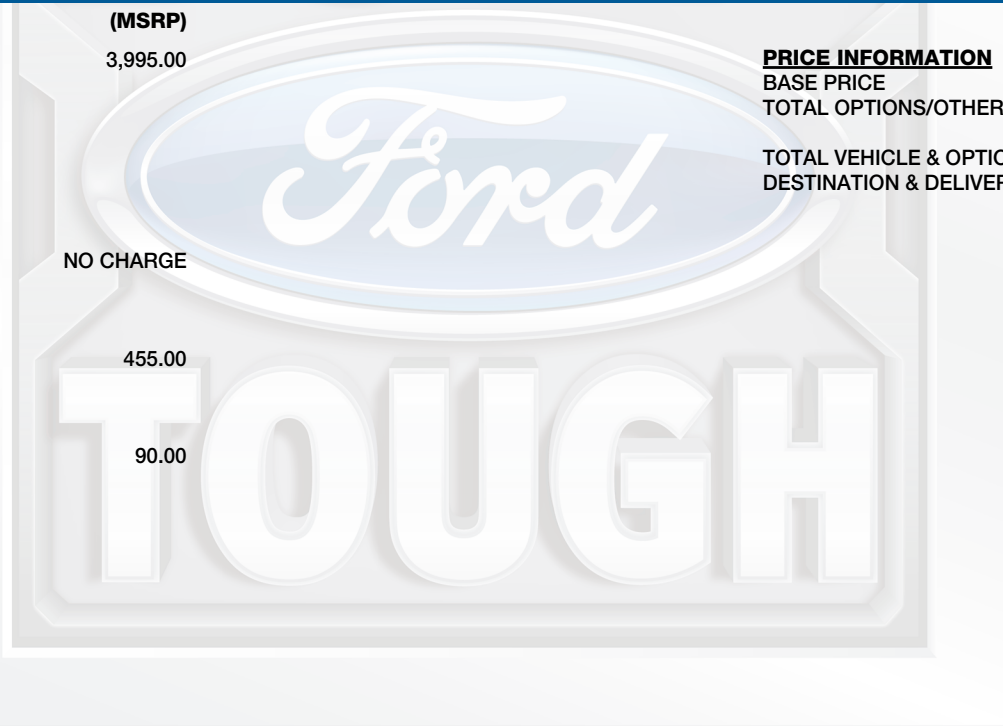 (MSRP)
3,995.00
NO CHARGE
455.00
90.00
PRICE INFORMATION
BASE PRICE
TOTAL OPTIONS/OTHER
TOTAL VEHICLE & OPTIO
DESTINATION & DELIVER
Ford
TOUGH